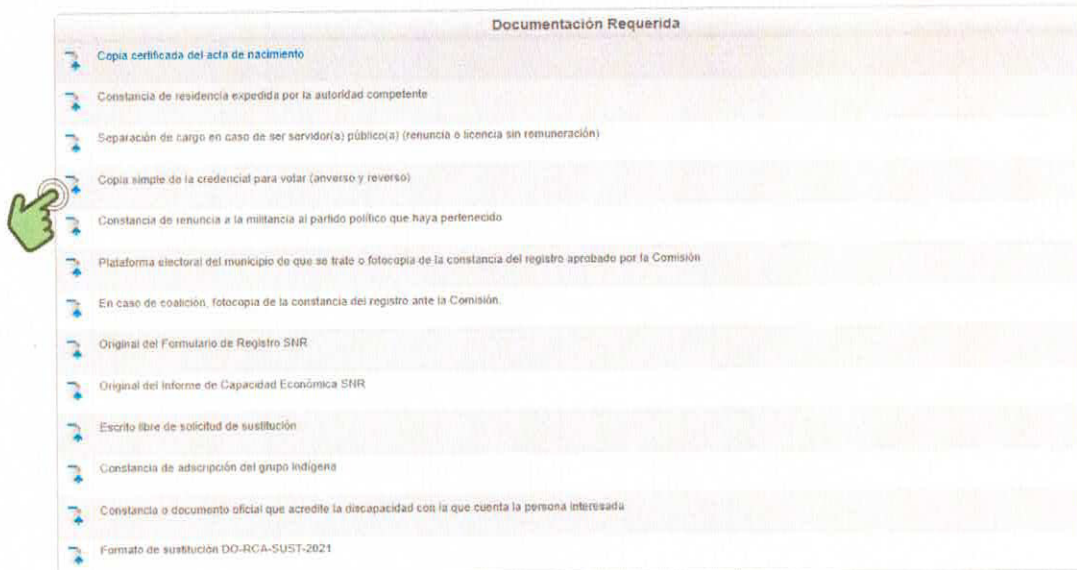 Documentación Requerida
Copia certificada del acta de nacimiento
Constancia de residencia expedida por la autoridad competente
Separación de cargo en caso de ser servidor(a) público(a) (renuncia o licencia sin remuneración)
Copia simple de la credencial para votar (anverso y reverso)
Constancia de renuncia a la militancia al partido político que haya pertenecido
Plataforma electoral del municipio de que se trate o fotocopia de la constancia del registro aprobado por la Comisión
En caso de coalición, fotocopia de la constancia del registro ante la Comisión.
Original del Formulario de Registro SNR
Original del Informe de Capacidad Económica SNR
Escrito libre de solicitud de sustitución
Constancia de adscripción del grupo indígena
Constancia o documento oficial que acredite la discapacidad con la que cuenta la persona interesada
Formato de sustitución DO-RCA-SUST-2021